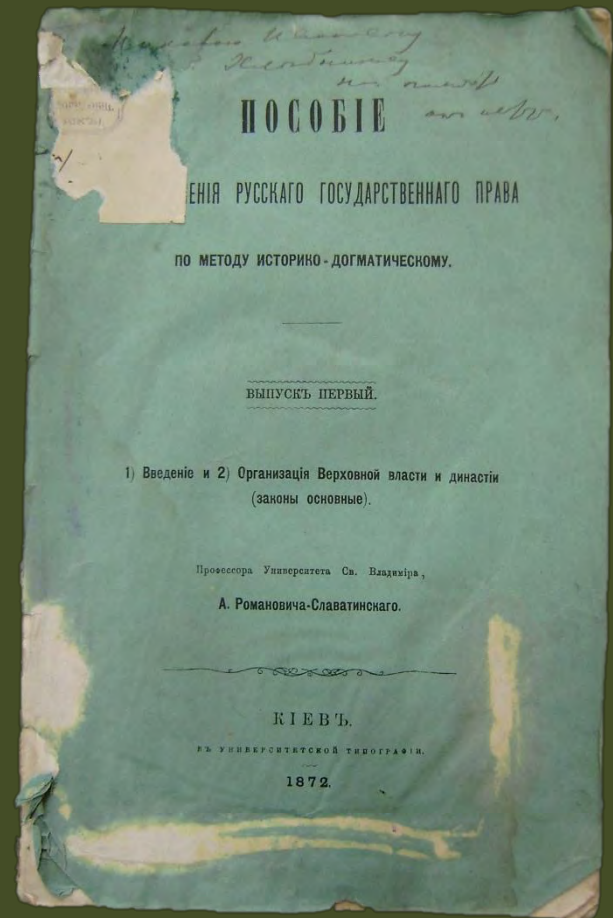 ПОСОБІЕ
ЕНІЯ РУССКАГО ГОСУДАРСТВЕННАГО ПРАВА
ПО МЕТОДУ ИСТОРИКО-ДОГМАТИЧЕСКОМУ.
ВЫПУСКЪ ПЕРВЫЙ.
1) Введеніе и 2) Организація Верховной власти и династіи
(законы основные).
Профессора Университета Св. Владиміра,
А. Романовича-Славатинскаго.
КІЕВЪ.
ВЪ УНИВЕРСИТЕТСКОЙ ТИПОГРАФІИ.
1872.